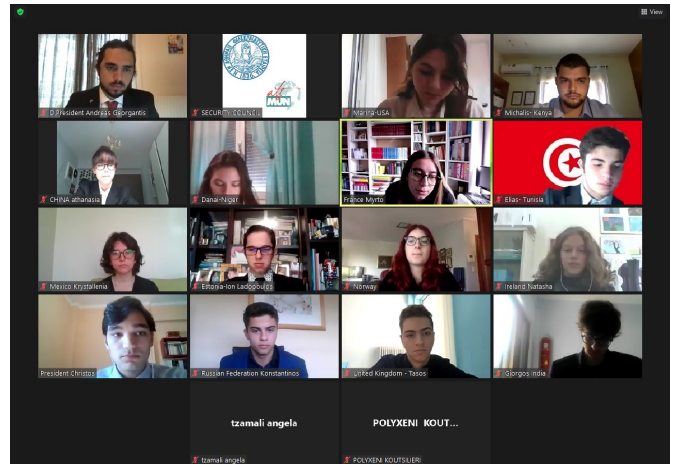 View
D.President Andreas Georgantis
SECURITY COUNCIL
Marina-USA
Michalis- Kenya
MUN
CHINA athanasia
Danai-Niger
France Myrto
Elias- Tunisia
Mexico Krystallenia
Estonia-Ion Ladopoulos
Norway
Ireland Natasha
President Christos
Russian Federation Konstantinos
United Kingdom - Tasos
Giorgos India
tzamali angela
POLYXENI KOUT...
tzamali angela
POLYXENI KOUTSILIERI